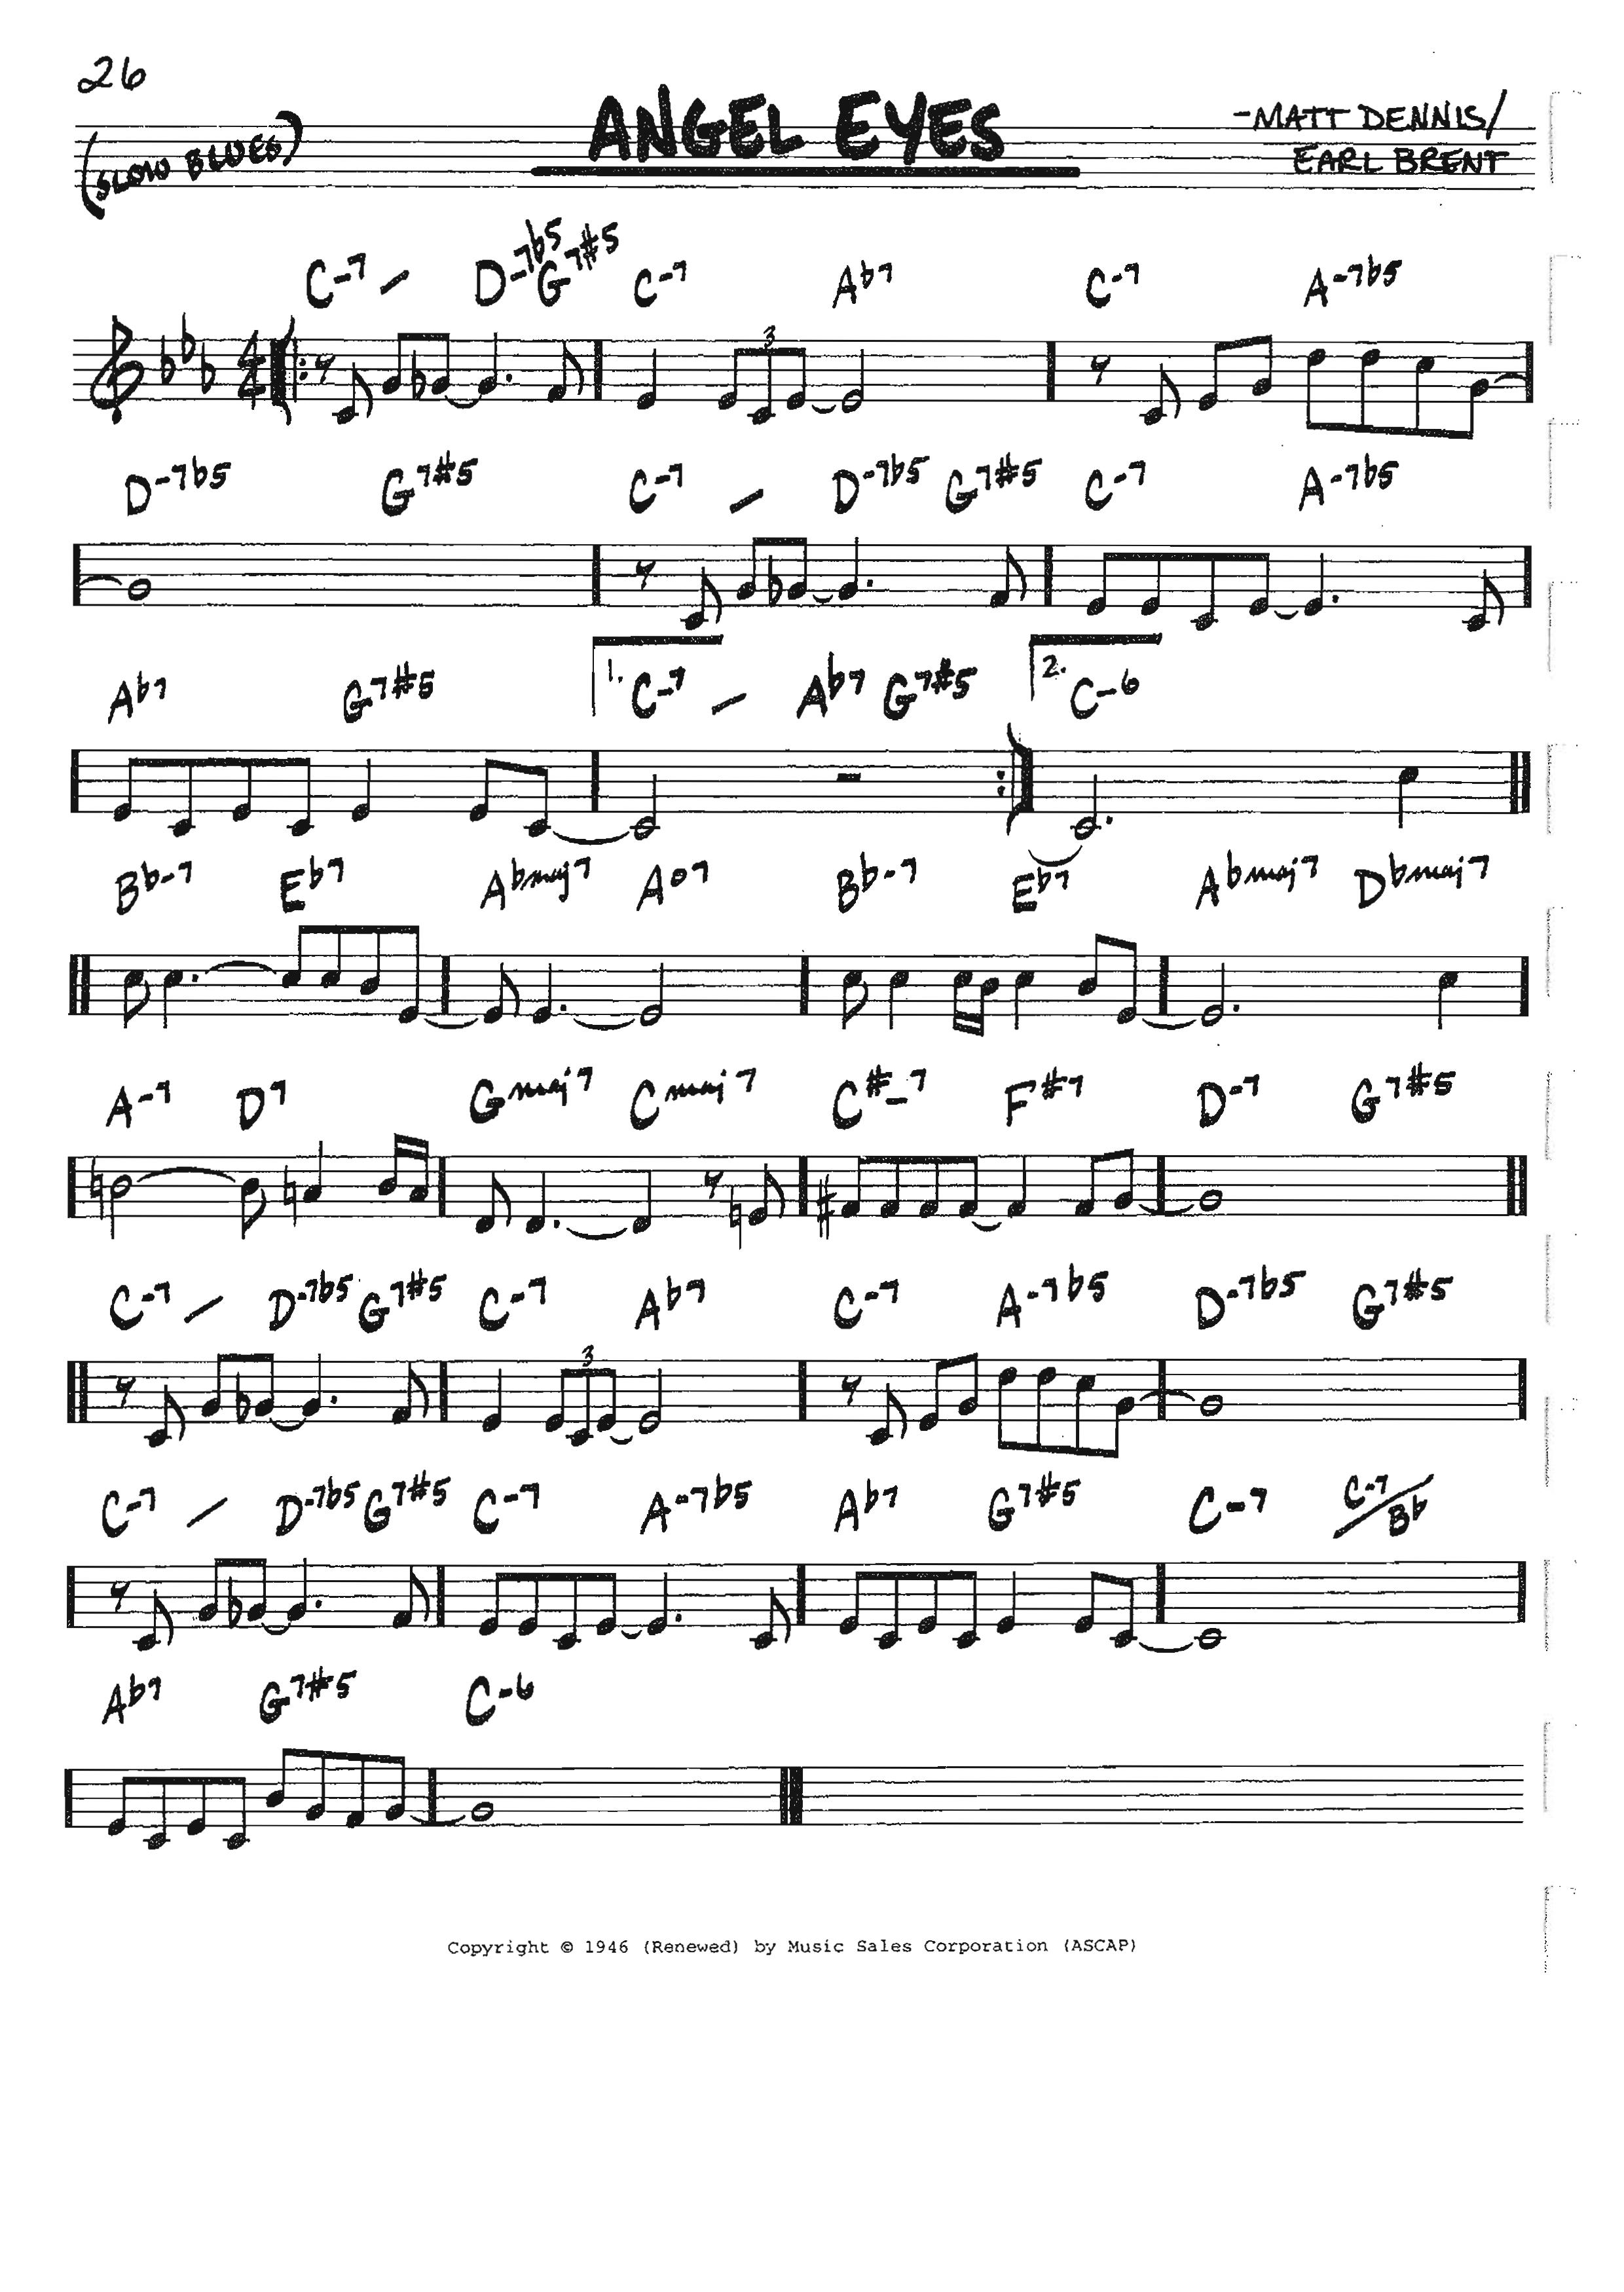 26
(SLOW BLUES)
ANGEL EYES
-MATT DENNIS/
EARL BRENT
C-7 – D-7b5 G7#5 C-7 Ab7 C-7 A-7b5
4/4 3
D-7b5 G7#5 C-7 – D-7b5 G7#5 C-7 A-7b5
Ab7 G7#5 1. C-7 – Ab7 G7#5 2. C-6
Bb-7 Eb7 Abmaj7 Ao7 Bb-7 Eb7 Abmaj7 Dbmaj7
A-7 D7 Gmaj7 Cmaj7 C#-7 F#7 D-7 G7#5
C-7 – D-7b5 G7#5 C-7 Ab7 C-7 A-7b5 D-7b5 G7#5
3
C-7 – D-7b5 G7#5 C-7 A-7b5 Ab7 G7#5 C-7 C-7/Bb
Ab7 G7#5 C-6
Copyright © 1946 (Renewed) by Music Sales Corporation (ASCAP)